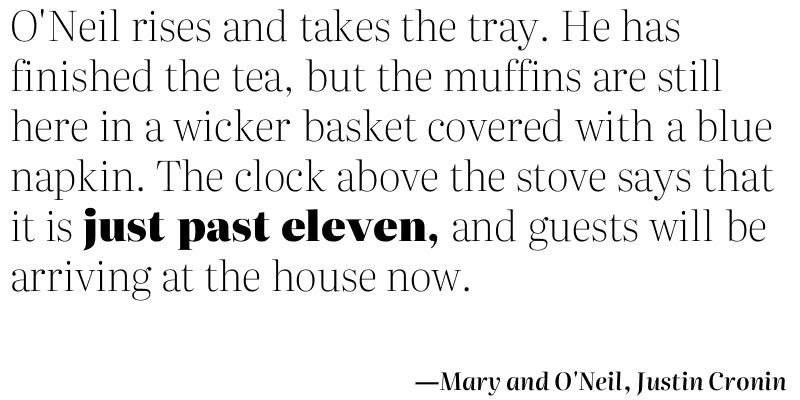 O'Neil rises and takes the tray. He has
finished the tea, but the muffins are still
here in a wicker basket covered with a blue
napkin. The clock above the stove says that
it is just past eleven, and guests will be
arriving at the house now.
—Mary and O'Neil, Justin Cronin